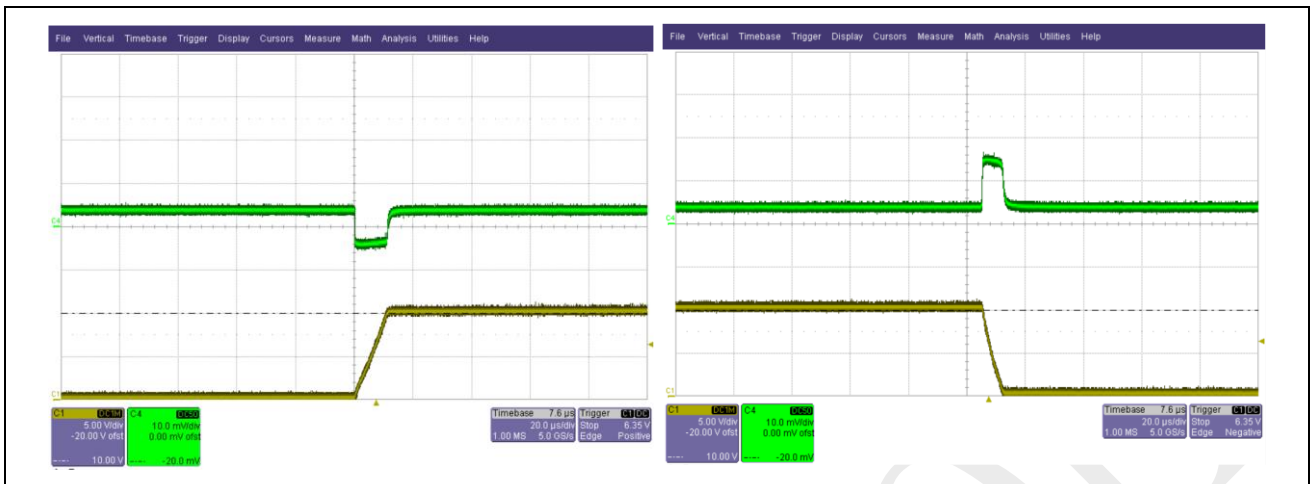 File Vertical Timebase Trigger Display Cursors Measure Math Analysis Utilities Help
C4
C1
C1 DC1M
5.00 V/div
-20.00 V ofst
10.00 V
C4 DC50
10.0 mV/div
0.00 mV ofst
-20.0 mV
Timebase 7.6 µs
20.0 µs/div
1.00 MS 5.0 GS/s
Trigger C1 DC
Stop 6.35 V
Edge Positive
File Vertical Timebase Trigger Display Cursors Measure Math Analysis Utilities Help
C4
C1
C1 DC1M
5.00 V/div
-20.00 V ofst
10.00 V
C4 DC50
10.0 mV/div
0.00 mV ofst
-20.0 mV
Timebase 7.6 µs
20.0 µs/div
1.00 MS 5.0 GS/s
Trigger C1 DC
Stop 6.35 V
Edge Negative